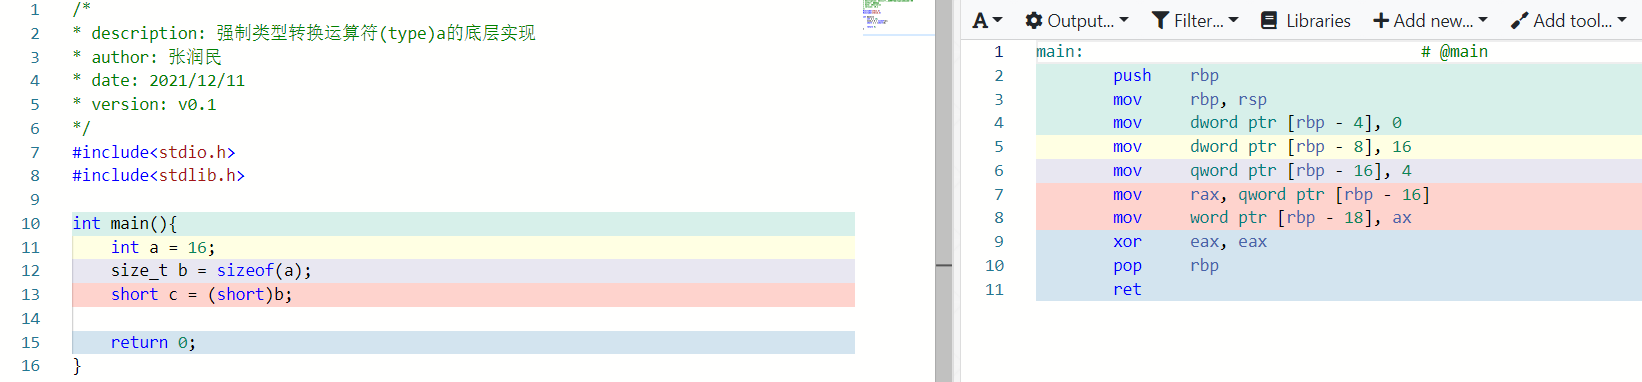 1 /*
2 * description: 强制类型转换运算符(type)a的底层实现
3 * author: 张润民
4 * date: 2021/12/11
5 * version: v0.1
6 */
7 #include<stdio.h>
8 #include<stdlib.h>
9
10 int main(){
11     int a = 16;
12     size_t b = sizeof(a);
13     short c = (short)b;
14
15     return 0;
16 }
A Output... Filter... Libraries Add new... Add tool...
1 main: # @main
2         push    rbp
3         mov     rbp, rsp
4         mov     dword ptr [rbp - 4], 0
5         mov     dword ptr [rbp - 8], 16
6         mov     qword ptr [rbp - 16], 4
7         mov     rax, qword ptr [rbp - 16]
8         mov     word ptr [rbp - 18], ax
9         xor     eax, eax
10         pop     rbp
11         ret